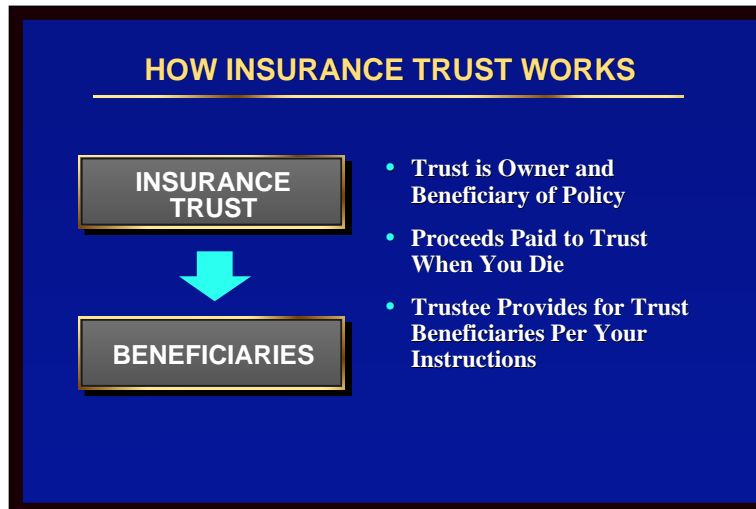 HOW INSURANCE TRUST WORKS
INSURANCE
TRUST
BENEFICIARIES
• Trust is Owner and
Beneficiary of Policy
• Proceeds Paid to Trust
When You Die
• Trustee Provides for Trust
Beneficiaries Per Your
Instructions